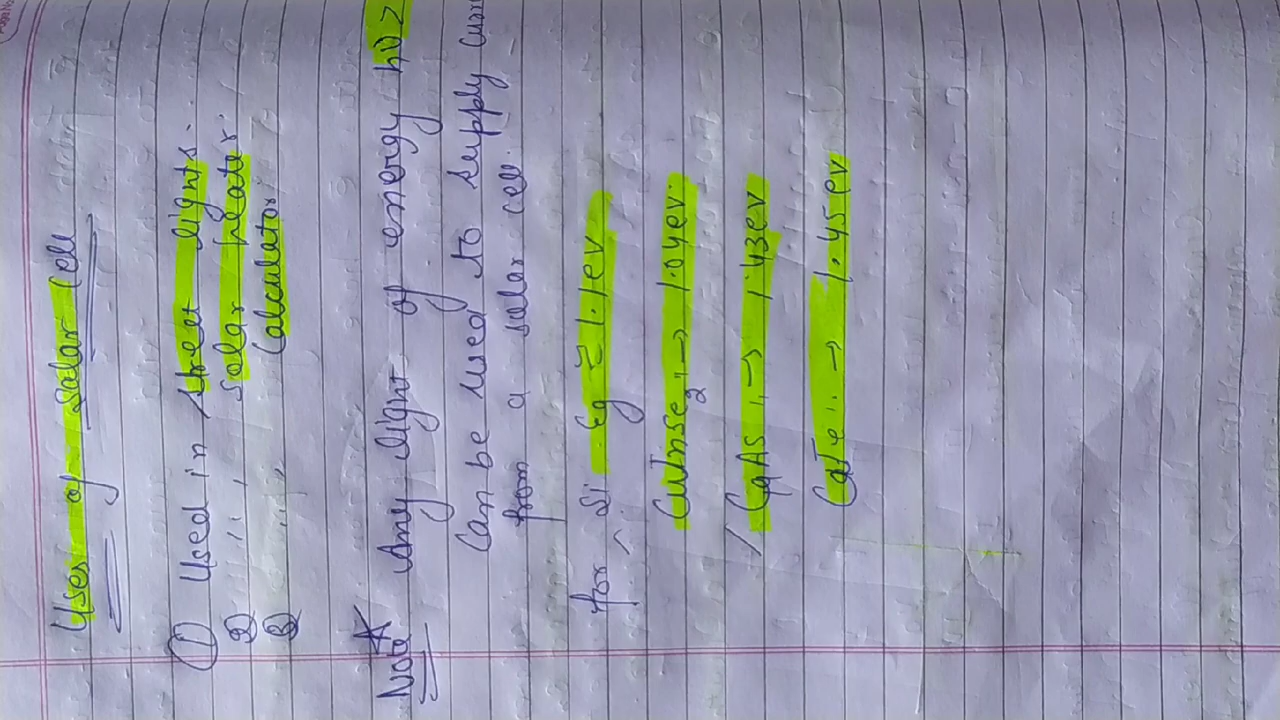 Uses of Solar Cell
① Used in street lights.
② '' '' solar heater.
③ '' '' Calculator
Note Any light of energy hν >
Can be used to supply
from a solar cell.
for, Si Eg = 1.1ev
CuInSe2 '' → 1.04ev.
GaAs '' → 1.43ev
CdTe '' → 1.45ev